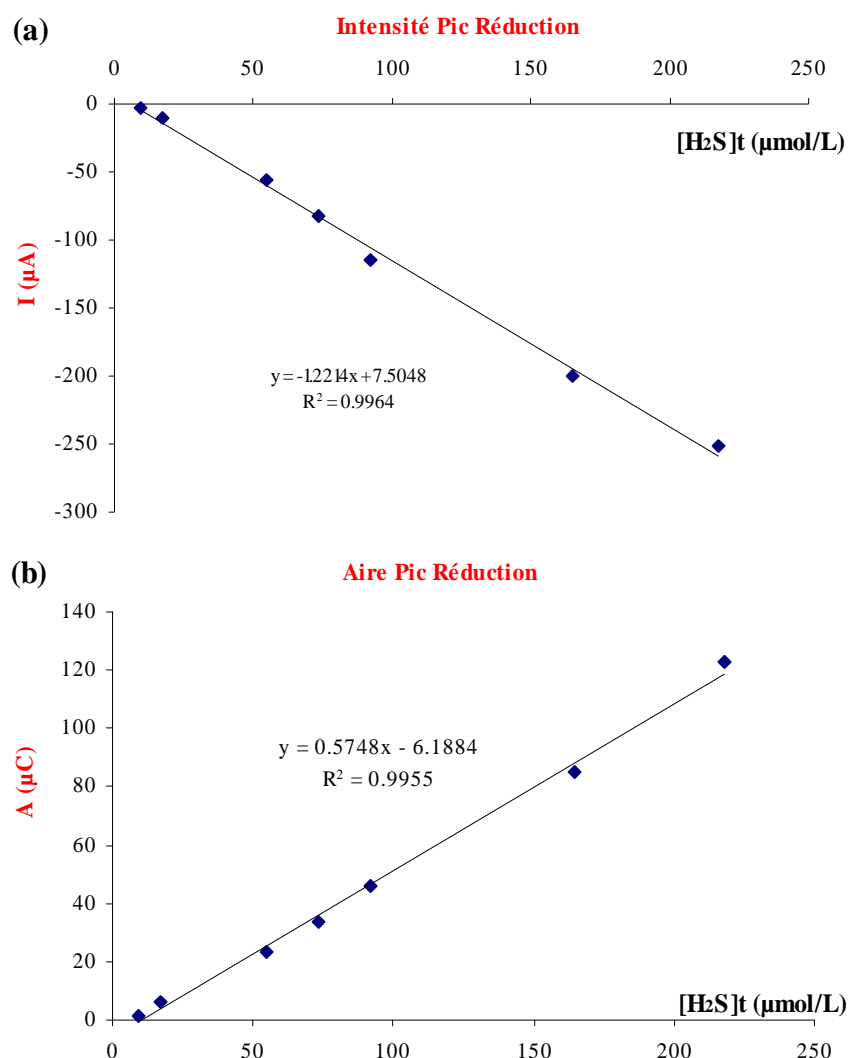 (a)
Intensité Pic Réduction
0 50 100 150 200 250
0
[H2S]t (µmol/L)
-50
-100
I (µA)
-150
-200
-250
-300
y = -1.2214x + 7.5048
R² = 0.9964
(b)
Aire Pic Réduction
140
120
100
80
60
40
20
0
A (µC)
y = 0.5748x - 6.1884
R² = 0.9955
[H2S]t (µmol/L)
0 50 100 150 200 250